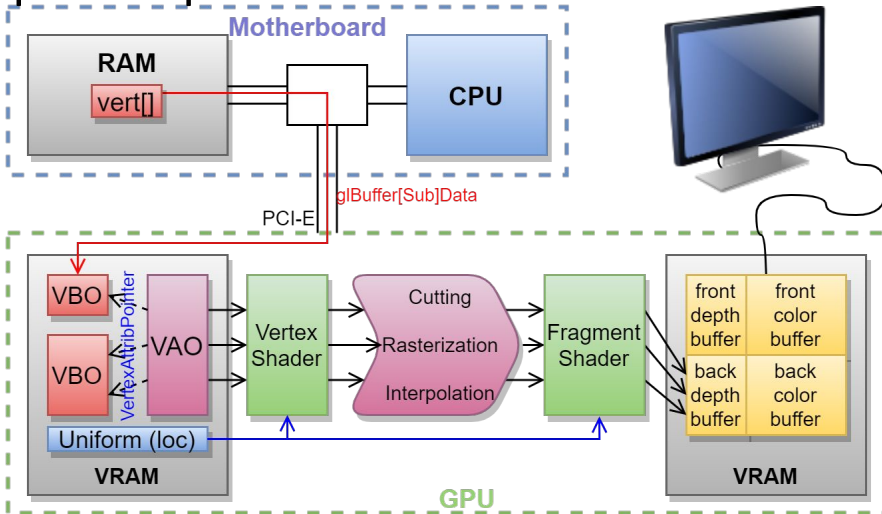 Motherboard
RAM
vert[]
CPU
glBuffer[Sub]Data
PCI-E
VBO
VBO
VertexAttribPointer
VAO
Uniform (loc)
VRAM
Vertex
Shader
Cutting
Rasterization
Interpolation
Fragment
Shader
front
depth
buffer
front
color
buffer
back
depth
buffer
back
color
buffer
VRAM
GPU